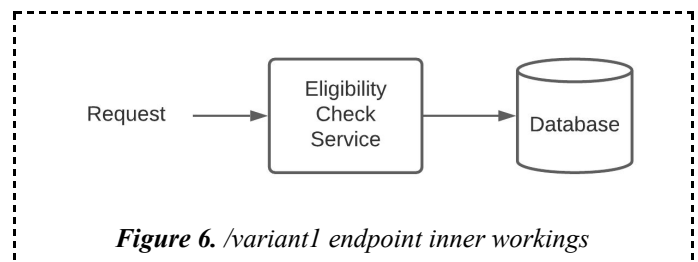 Request
Eligibility
Check
Service
Database
Figure 6. /variant1 endpoint inner workings